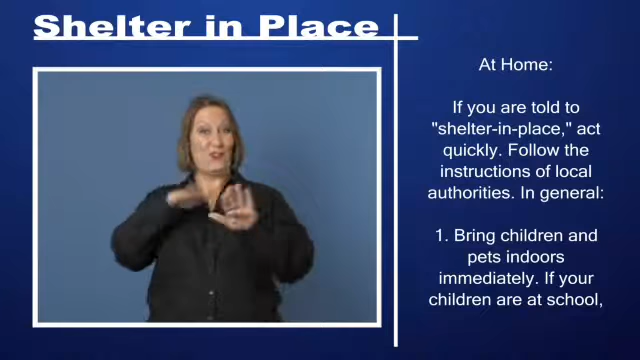 Shelter in Place
At Home:
If you are told to
"shelter-in-place," act
quickly. Follow the
instructions of local
authorities. In general:
1. Bring children and
pets indoors
immediately. If your
children are at school,